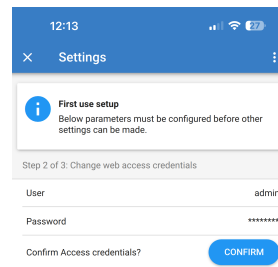 12:13
27
Settings
First use setup
Below parameters must be configured before other
settings can be made.
Step 2 of 3: Change web access credentials
User admin
Password ********
Confirm Access credentials? CONFIRM